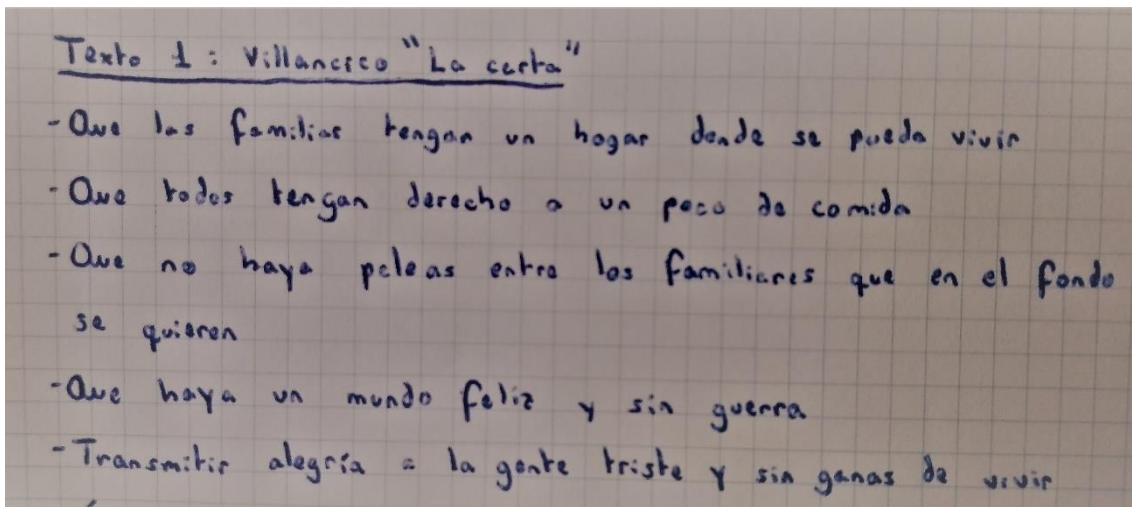 Texto 1: Villancico "La carta"
- Que las familias tengan un hogar donde se pueda vivir
- Que todos tengan derecho a un poco de comida
- Que no haya peleas entre los familiares que en el fondo
se quieren
- Que haya un mundo feliz y sin guerra
- Transmitir alegría a la gente triste y sin ganas de vivir